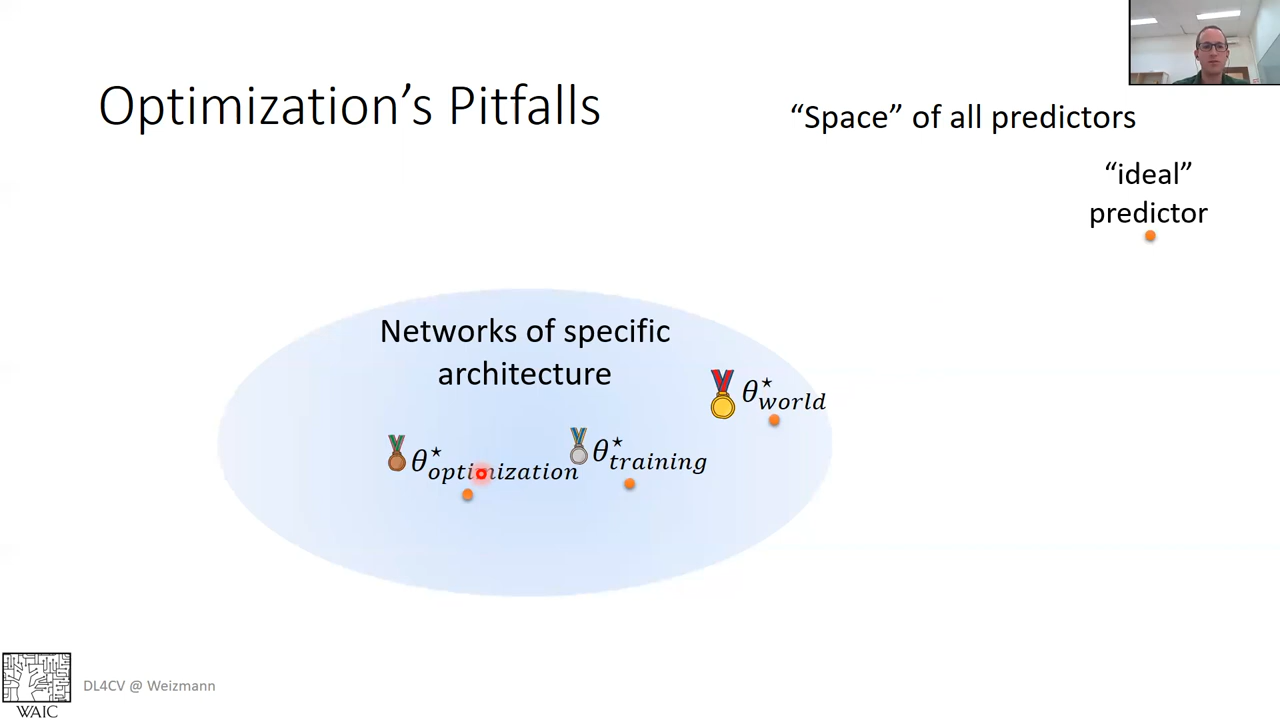 Optimization's Pitfalls
“Space” of all predictors
“ideal”
predictor
Networks of specific
architecture
θ*world
θ*optimization
θ*training
DL4CV @ Weizmann
WAIC